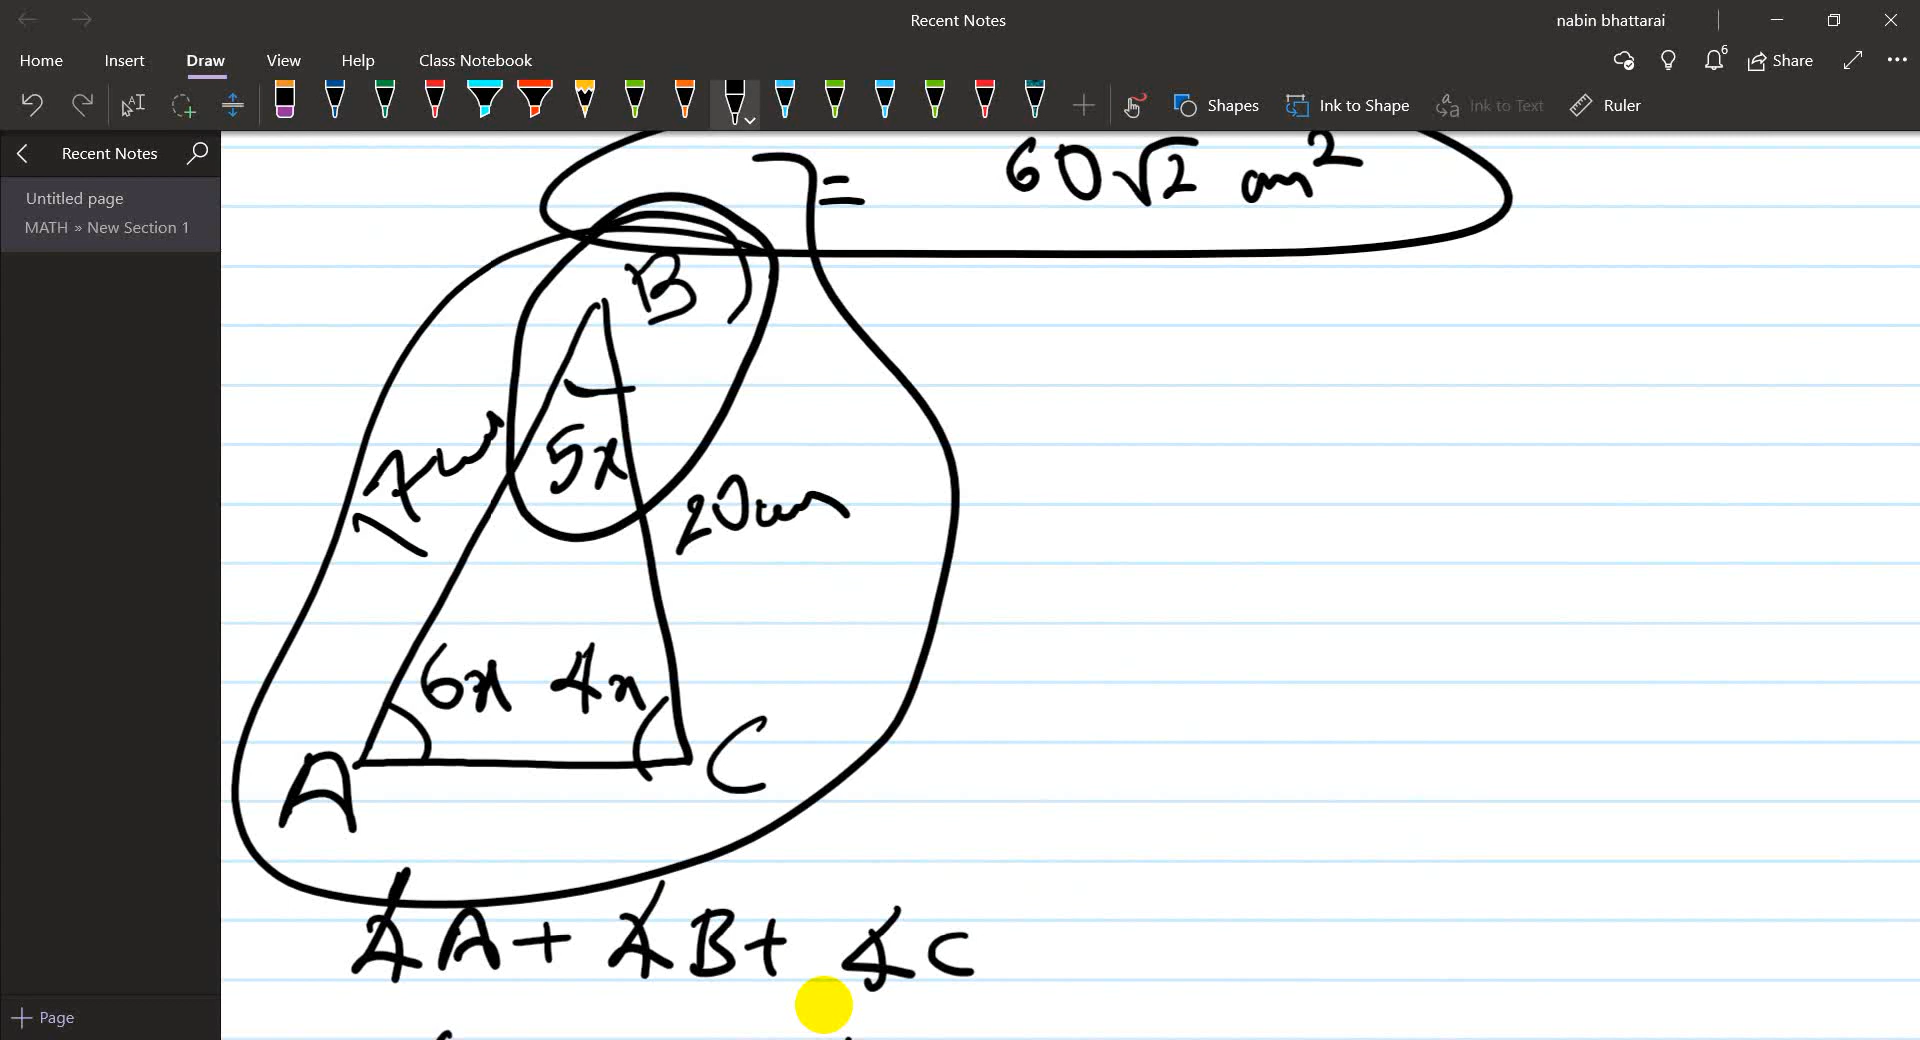 Recent Notes
nabin bhattarai
Home Insert Draw View Help Class Notebook
Share
Shapes Ink to Shape Ink to Text Ruler
Recent Notes
Untitled page
MATH » New Section 1
= 60√2 cm²
B
5x
20cm
6x 4x
A C
∡A + ∡B + ∡C
Page